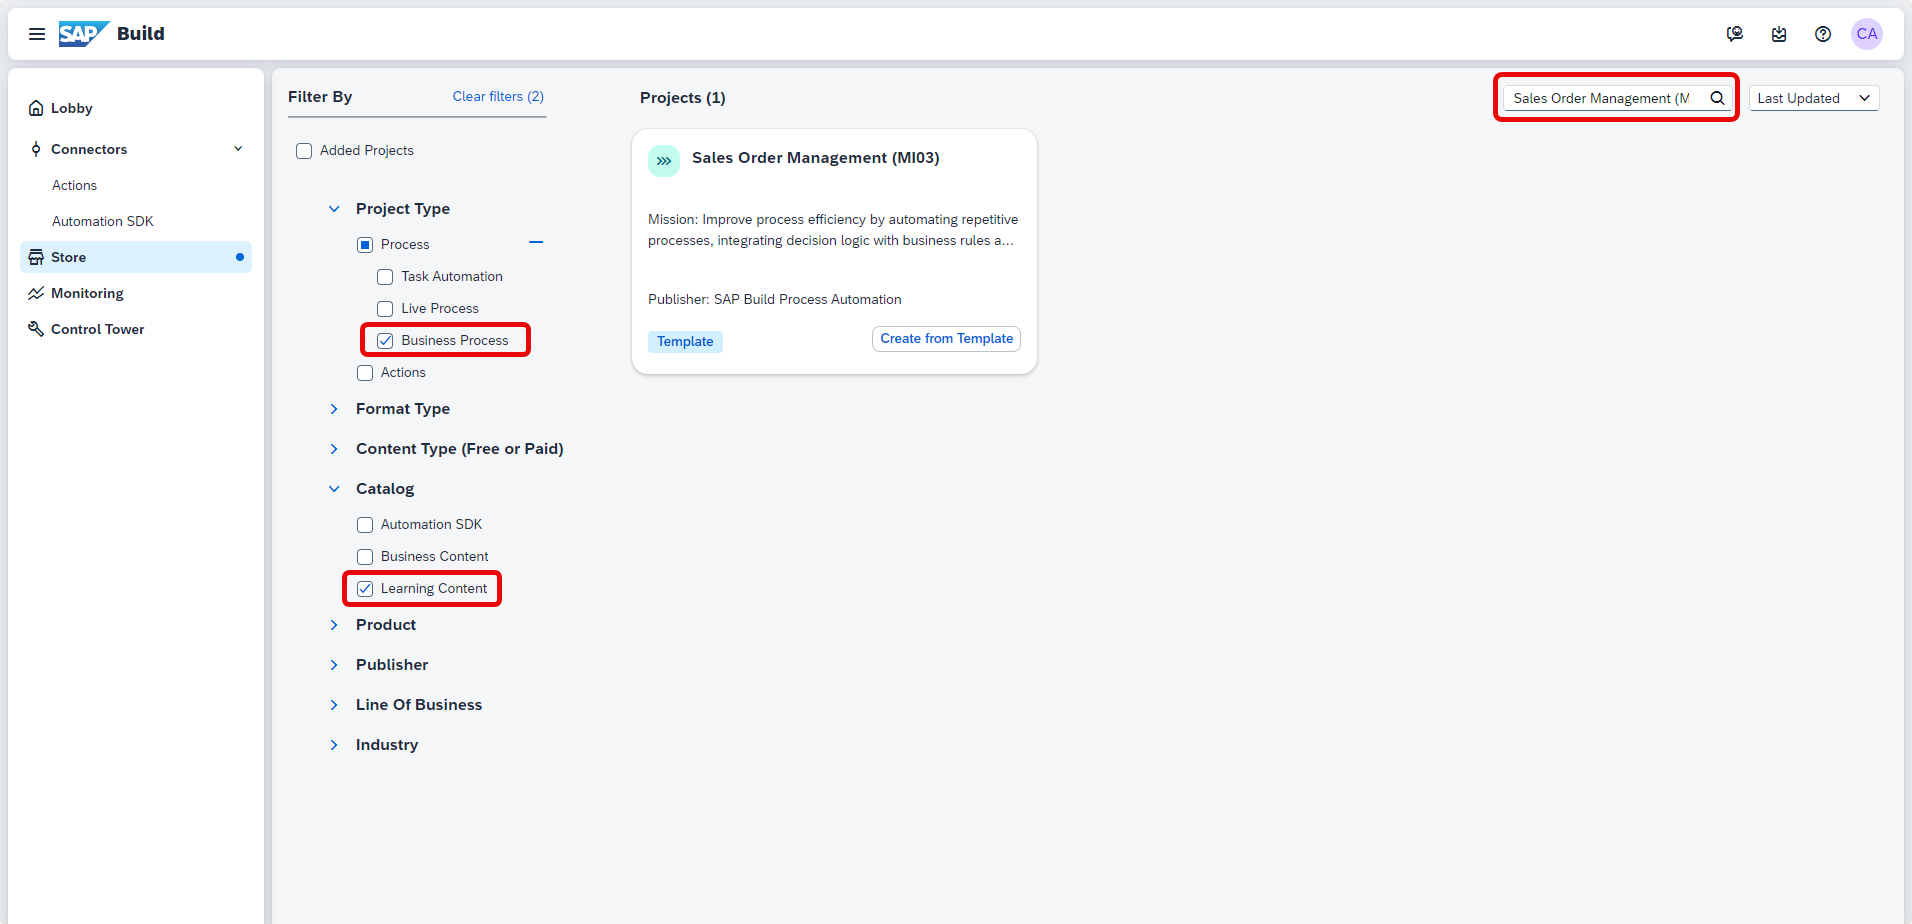 SAP Build
CA
Lobby
Connectors
Actions
Automation SDK
Store
Monitoring
Control Tower
Filter By
Clear filters (2)
Added Projects
Project Type
Process
Task Automation
Live Process
Business Process
Actions
Format Type
Content Type (Free or Paid)
Catalog
Automation SDK
Business Content
Learning Content
Product
Publisher
Line Of Business
Industry
Projects (1)
Sales Order Management (M
Last Updated
Sales Order Management (MI03)
Mission: Improve process efficiency by automating repetitive
processes, integrating decision logic with business rules a...
Publisher: SAP Build Process Automation
Template
Create from Template